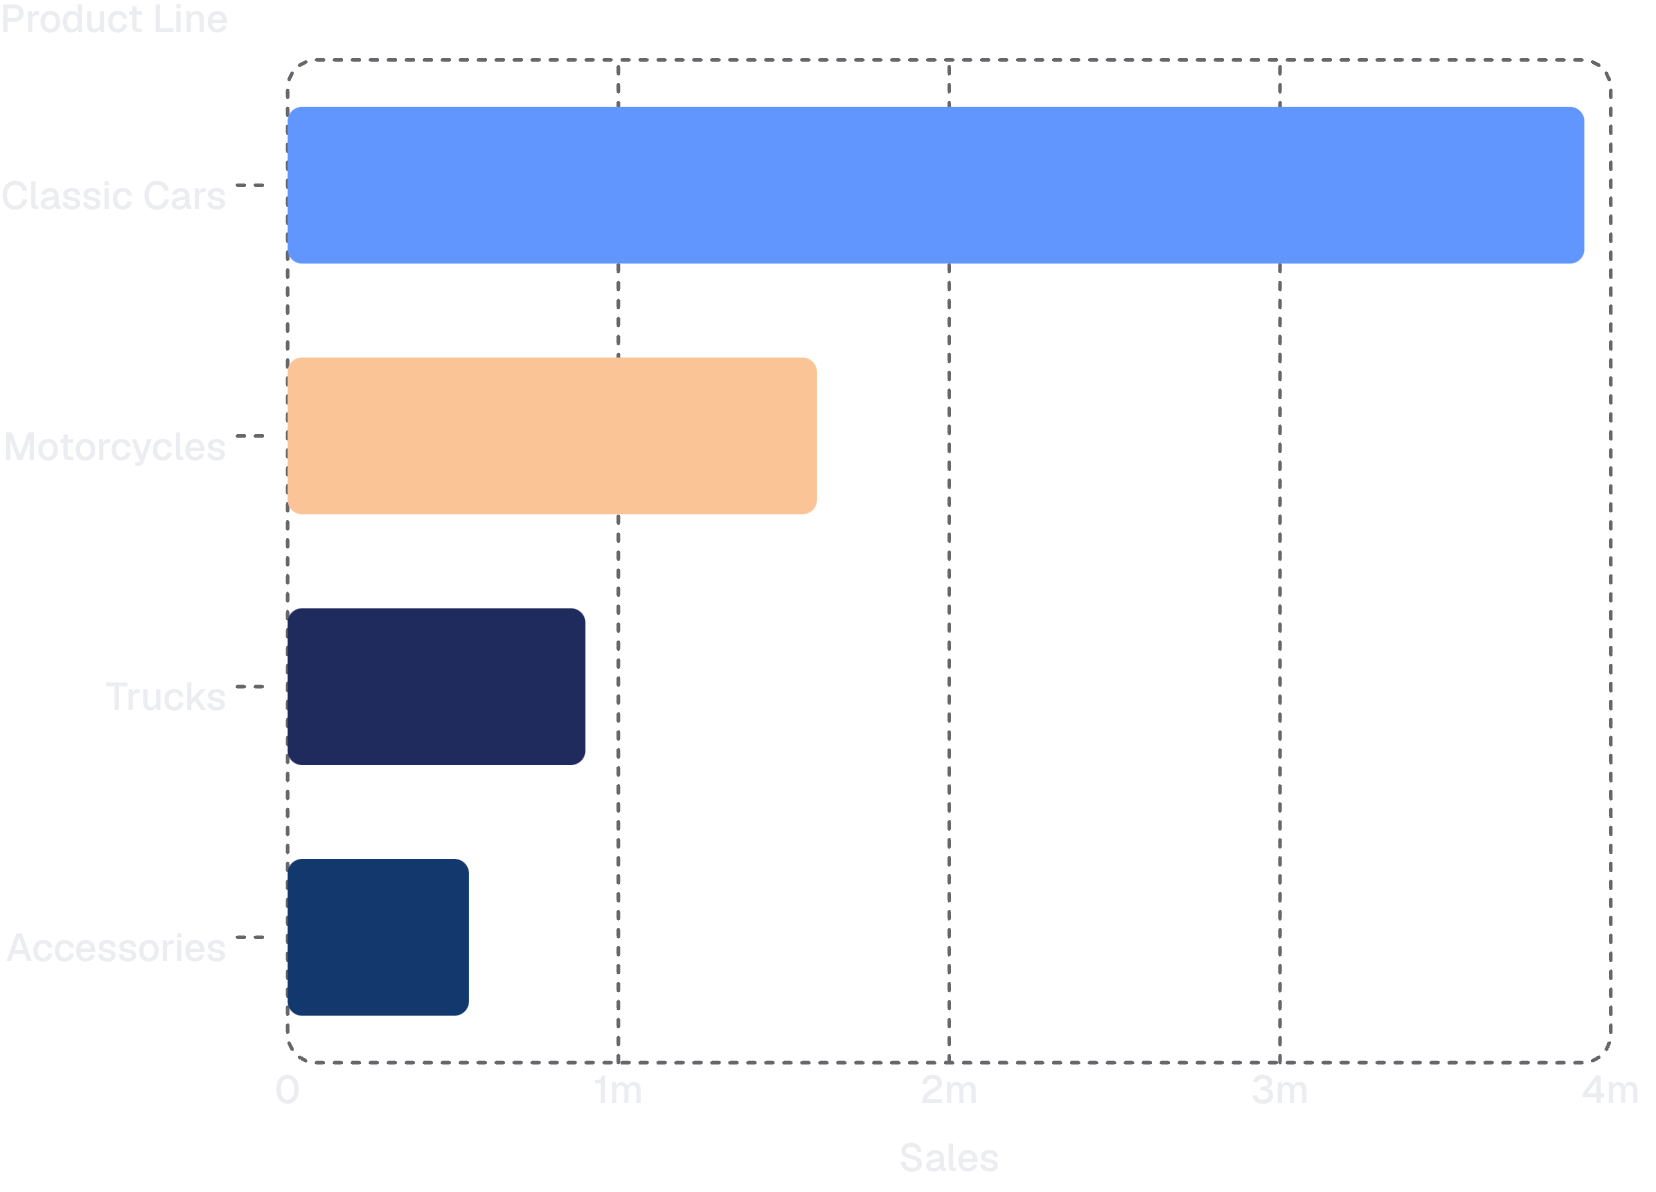 Product Line
Classic Cars
Motorcycles
Trucks
Accessories
0 1m 2m 3m 4m
Sales